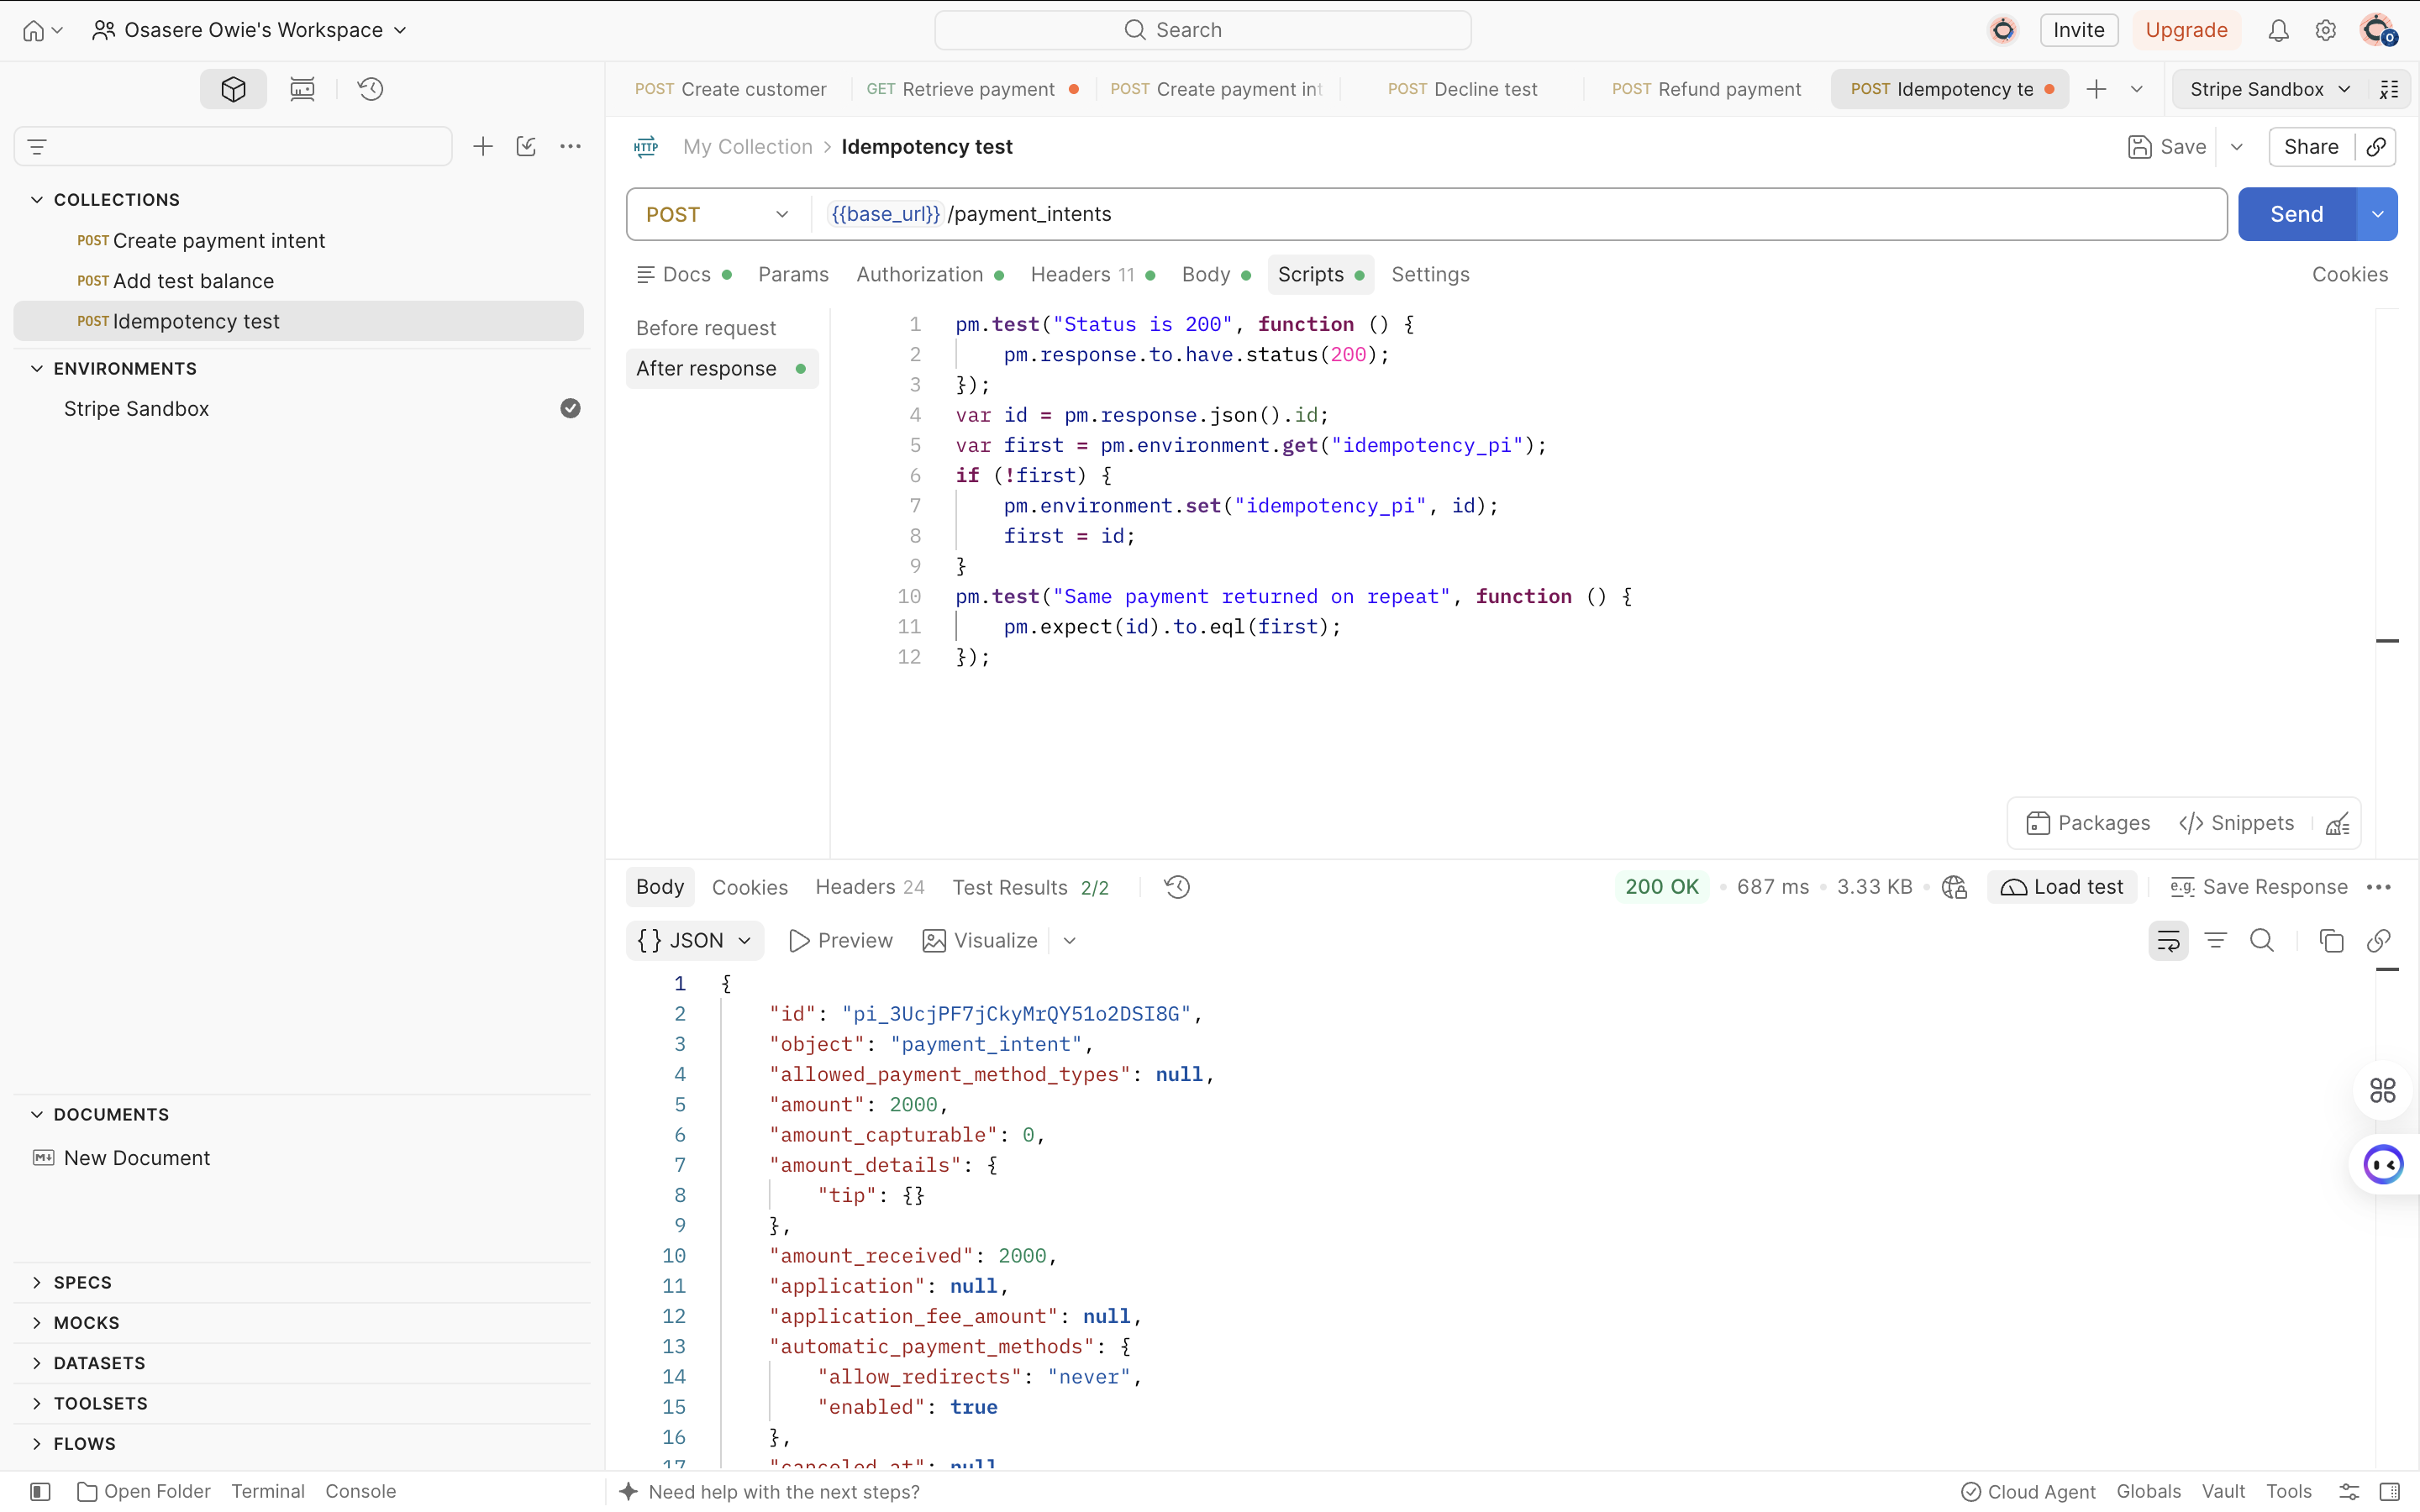 Osasere Owie's Workspace
Search
Invite
Upgrade
POST Create customer
GET Retrieve payment
POST Create payment int
POST Decline test
POST Refund payment
POST Idempotency te
Stripe Sandbox
HTTP My Collection > Idempotency test
Save
Share
COLLECTIONS
POST Create payment intent
POST Add test balance
POST Idempotency test
ENVIRONMENTS
Stripe Sandbox
DOCUMENTS
New Document
SPECS
MOCKS
DATASETS
TOOLSETS
FLOWS
POST {{base_url}}/payment_intents
Send
Docs Params Authorization Headers 11 Body Scripts Settings
Cookies
Before request
After response
1 pm.test("Status is 200", function () {
2 pm.response.to.have.status(200);
3 });
4 var id = pm.response.json().id;
5 var first = pm.environment.get("idempotency_pi");
6 if (!first) {
7 pm.environment.set("idempotency_pi", id);
8 first = id;
9 }
10 pm.test("Same payment returned on repeat", function () {
11 pm.expect(id).to.eql(first);
12 });
Packages
Snippets
Body Cookies Headers 24 Test Results 2/2
200 OK • 687 ms • 3.33 KB •
Load test
e.g. Save Response
{} JSON
Preview
Visualize
1 {
2 "id": "pi_3UcjPF7jCkyMrQY51o2DSI8G",
3 "object": "payment_intent",
4 "allowed_payment_method_types": null,
5 "amount": 2000,
6 "amount_capturable": 0,
7 "amount_details": {
8 "tip": {}
9 },
10 "amount_received": 2000,
11 "application": null,
12 "application_fee_amount": null,
13 "automatic_payment_methods": {
14 "allow_redirects": "never",
15 "enabled": true
16 },
17 "canceled_at": null
Open Folder
Terminal
Console
Need help with the next steps?
Cloud Agent
Globals
Vault
Tools